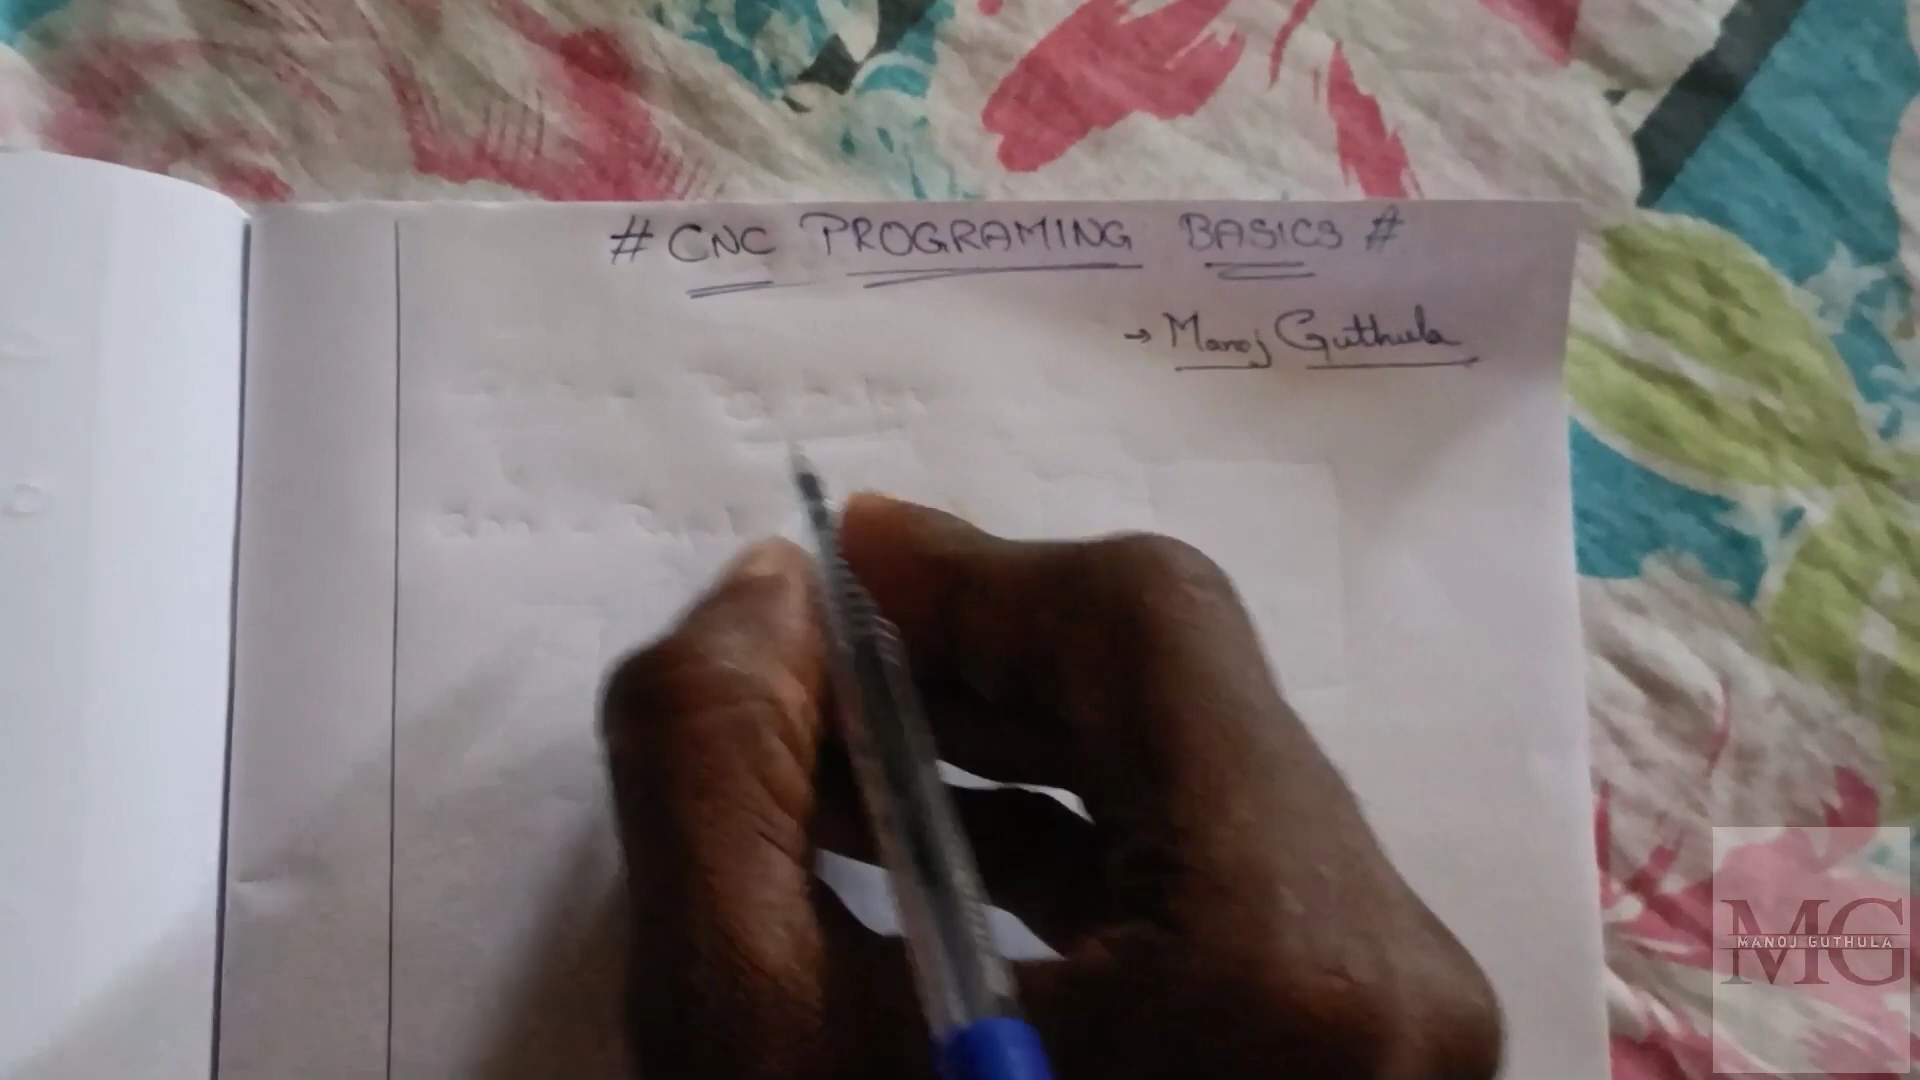 # CNC PROGRAMING BASICS #
→ Manoj Guthula
MG
MANOJ GUTHULA